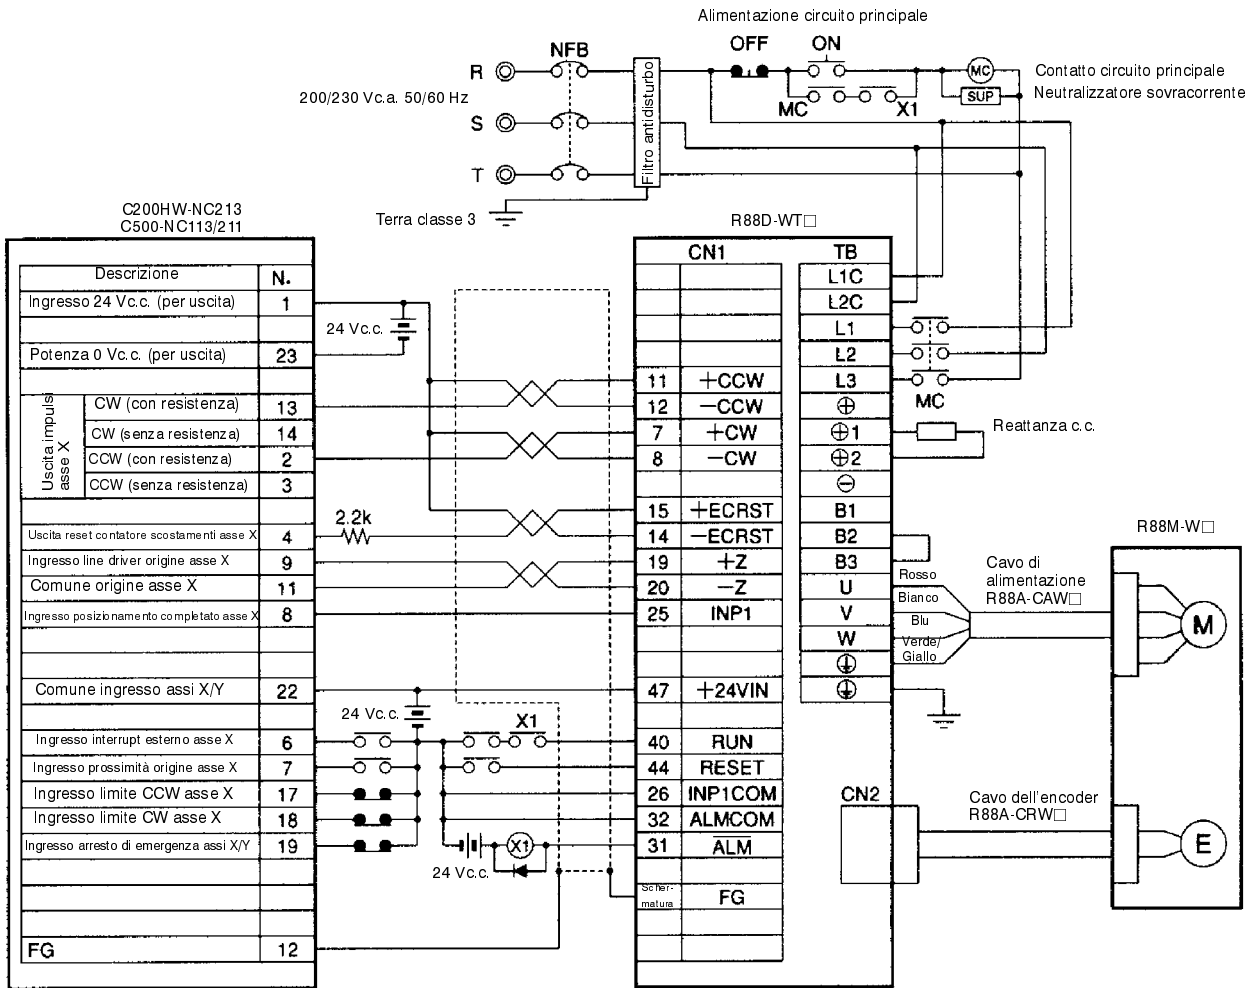 Alimentazione circuito principale
NFB
OFF
ON
R
MC
Contatto circuito principale
200/230 Vc.a. 50/60 Hz
SUP
Neutralizzatore sovracorrente
MC
X1
S
Filtro antidisturbo
T
Terra classe 3
C200HW-NC213
C500-NC113/211
R88D-WT□
Descrizione
N.
Ingresso 24 Vc.c. (per uscita)
1
Potenza 0 Vc.c. (per uscita)
23
Uscita impulsi
asse X
CW (con resistenza)
13
CW (senza resistenza)
14
CCW (con resistenza)
2
CCW (senza resistenza)
3
Uscita reset contatore scostamenti asse X
4
Ingresso line driver origine asse X
9
Comune origine asse X
11
Ingresso posizionamento completato asse X
8
Comune ingresso assi X/Y
22
Ingresso interrupt esterno asse X
6
Ingresso prossimità origine asse X
7
Ingresso limite CCW asse X
17
Ingresso limite CW asse X
18
Ingresso arresto di emergenza assi X/Y
19
FG
12
24 Vc.c.
2.2k
24 Vc.c.
X1
24 Vc.c.
X1
CN1
11
+CCW
12
−CCW
7
+CW
8
−CW
15
+ECRST
14
−ECRST
19
+Z
20
−Z
25
INP1
47
+24VIN
40
RUN
44
RESET
26
INP1COM
32
ALMCOM
31
ALM
Scher-
matura
FG
TB
L1C
L2C
L1
L2
L3
⊕
⊕1
⊕2
⊖
B1
B2
B3
U
V
W
MC
Reattanza c.c.
Rosso
Bianco
Blu
Verde/
Giallo
Cavo di
alimentazione
R88A-CAW□
R88M-W□
M
CN2
Cavo dell'encoder
R88A-CRW□
E